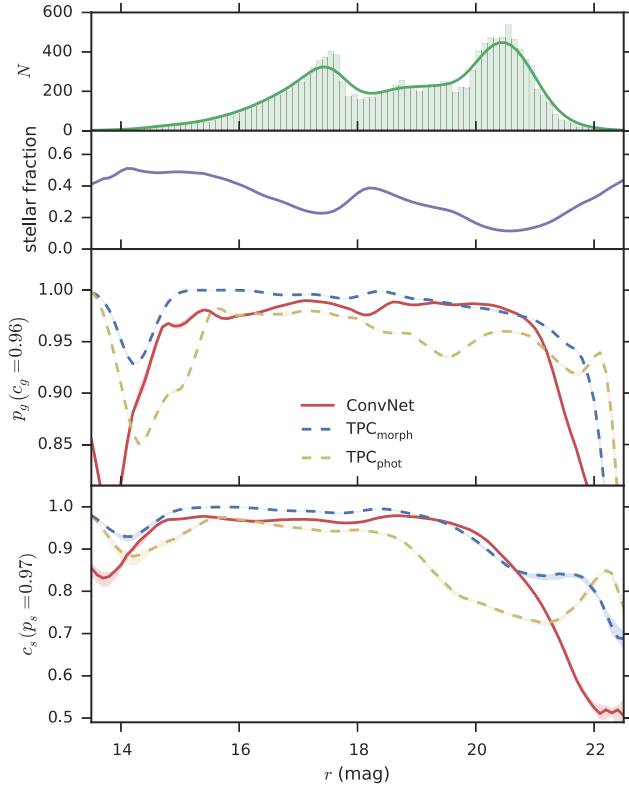 600
400
200
0
N
0.6
0.4
0.2
0.0
stellar fraction
1.00
0.95
0.90
0.85
p_g (c_g = 0.96)
ConvNet
TPC_morph
TPC_phot
1.0
0.9
0.8
0.7
0.6
0.5
c_s (p_s = 0.97)
14 16 18 20 22
r (mag)